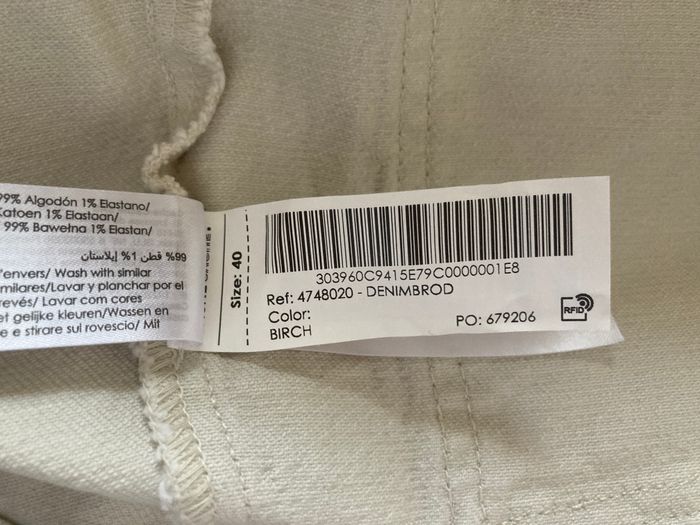 99% Algodón 1% Elastano/
Katoen 1% Elastaan/
99% Bawełna 1% Elastan/
99% قطن 1% إيلاستان
l'envers/ Wash with similar
similares/Lavar y planchar por el
revés/ Lavar com cores
et gelijke kleuren/Wassen en
e e stirare sul rovescio/ Mit
Size: 40
303960C9415E79C0000001E8
Ref: 4748020 - DENIMBROD
Color:
BIRCH
PO: 679206
RFID